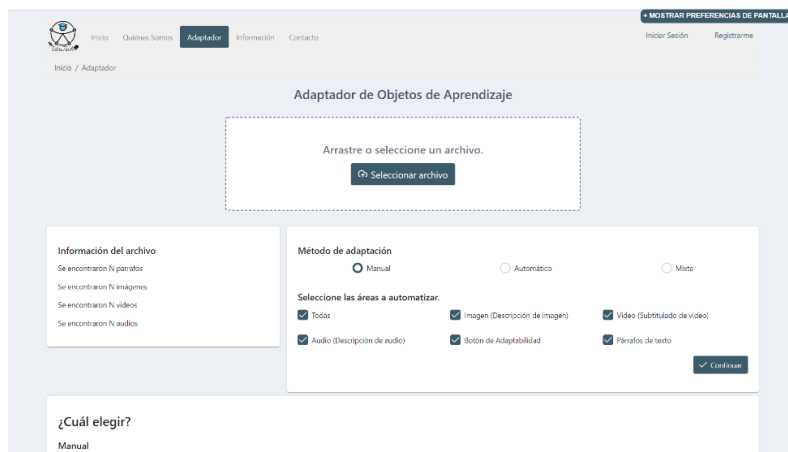 + MOSTRAR PREFERENCIAS DE PANTALLA
Inicio Quiénes Somos Adaptador Información Contacto
Iniciar Sesión Registrarme
Inicio / Adaptador
Adaptador de Objetos de Aprendizaje
Arrastre o seleccione un archivo.
Seleccionar archivo
Información del archivo
Se encontraron N parrafos
Se encontraron N imágenes
Se encontraron N videos
Se encontraron N audios
Método de adaptación
Manual Automático Mixta
Seleccione las áreas a automatizar.
Todas Imagen (Descripción de imagen) Video (Subtitulado de video)
Audio (Descripción de audio) Botón de Adaptabilidad Párrafos de texto
Continuar
¿Cuál elegir?
Manual